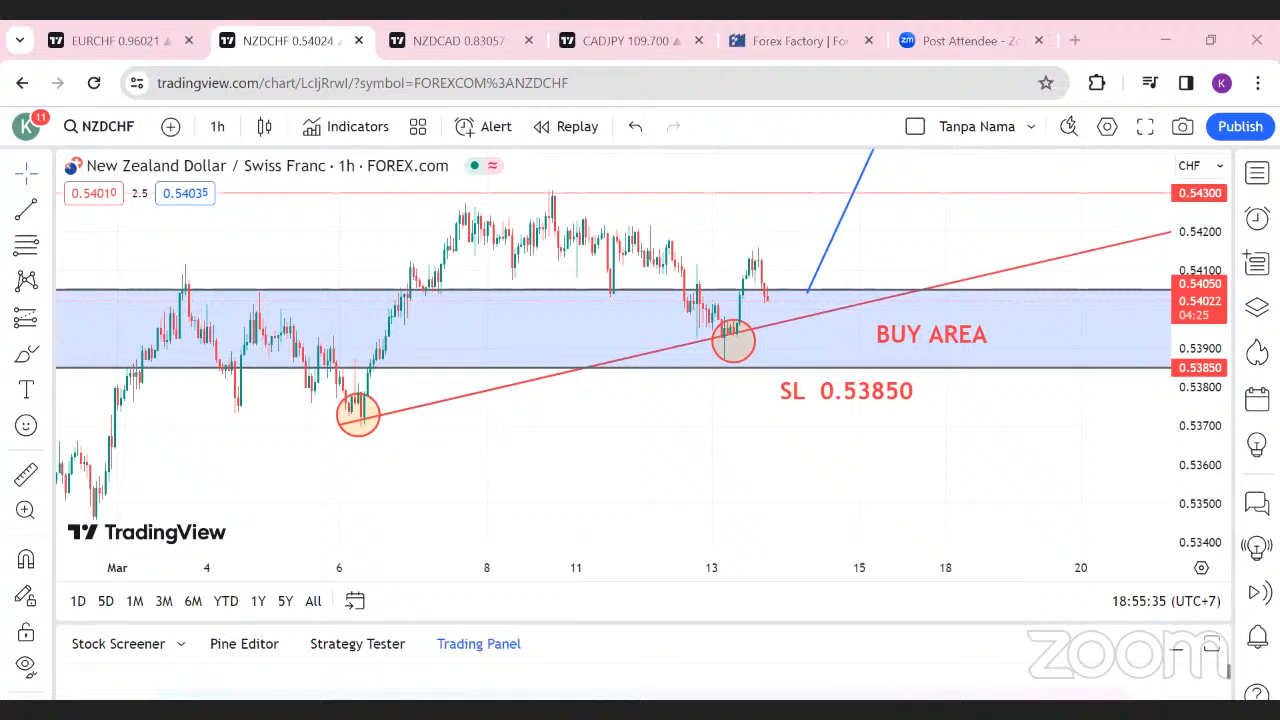 EURCHF 0.96021
NZDCHF 0.54024
NZDCAD 0.83057
CADJPY 109.700
Forex Factory | Fo
Post Attendee - Zo
tradingview.com/chart/LcIjRrwI/?symbol=FOREXCOM%3ANZDCHF
K
K 11
NZDCHF
1h
Indicators
Alert
Replay
Tanpa Nama
Publish
New Zealand Dollar / Swiss Franc · 1h · FOREX.com
CHF
0.54010
2.5
0.54035
0.54300
0.54200
0.54100
0.54050
0.54022
04:25
0.53900
0.53850
0.53800
0.53700
0.53600
0.53500
0.53400
BUY AREA
SL 0.53850
TradingView
Mar 4 6 8 11 13 15 18 20
1D 5D 1M 3M 6M YTD 1Y 5Y All
18:55:35 (UTC+7)
Stock Screener
Pine Editor
Strategy Tester
Trading Panel
zoom